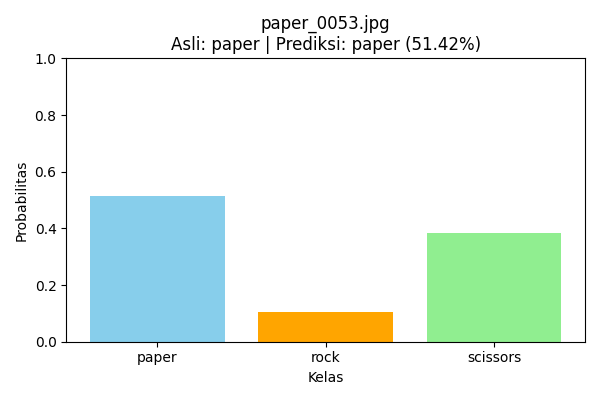 paper_0053.jpg
Asli: paper | Prediksi: paper (51.42%)
1.0
0.8
0.6
0.4
0.2
0.0
Probabilitas
paper rock scissors
Kelas